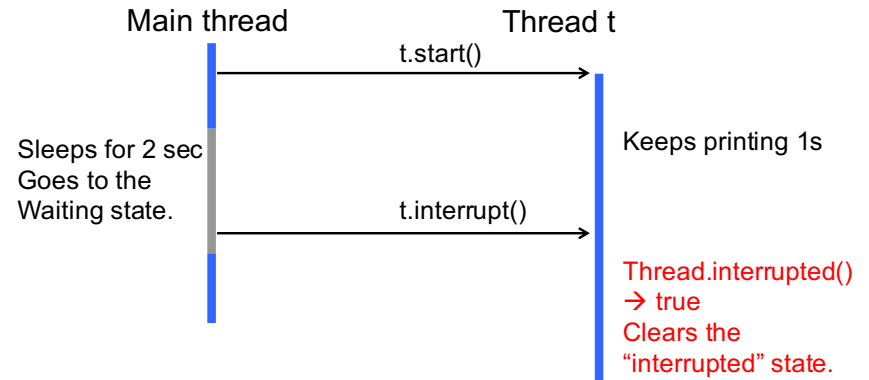 Main thread
Thread t
t.start()
Sleeps for 2 sec
Goes to the
Waiting state.
Keeps printing 1s
t.interrupt()
Thread.interrupted()
→ true
Clears the
“interrupted” state.